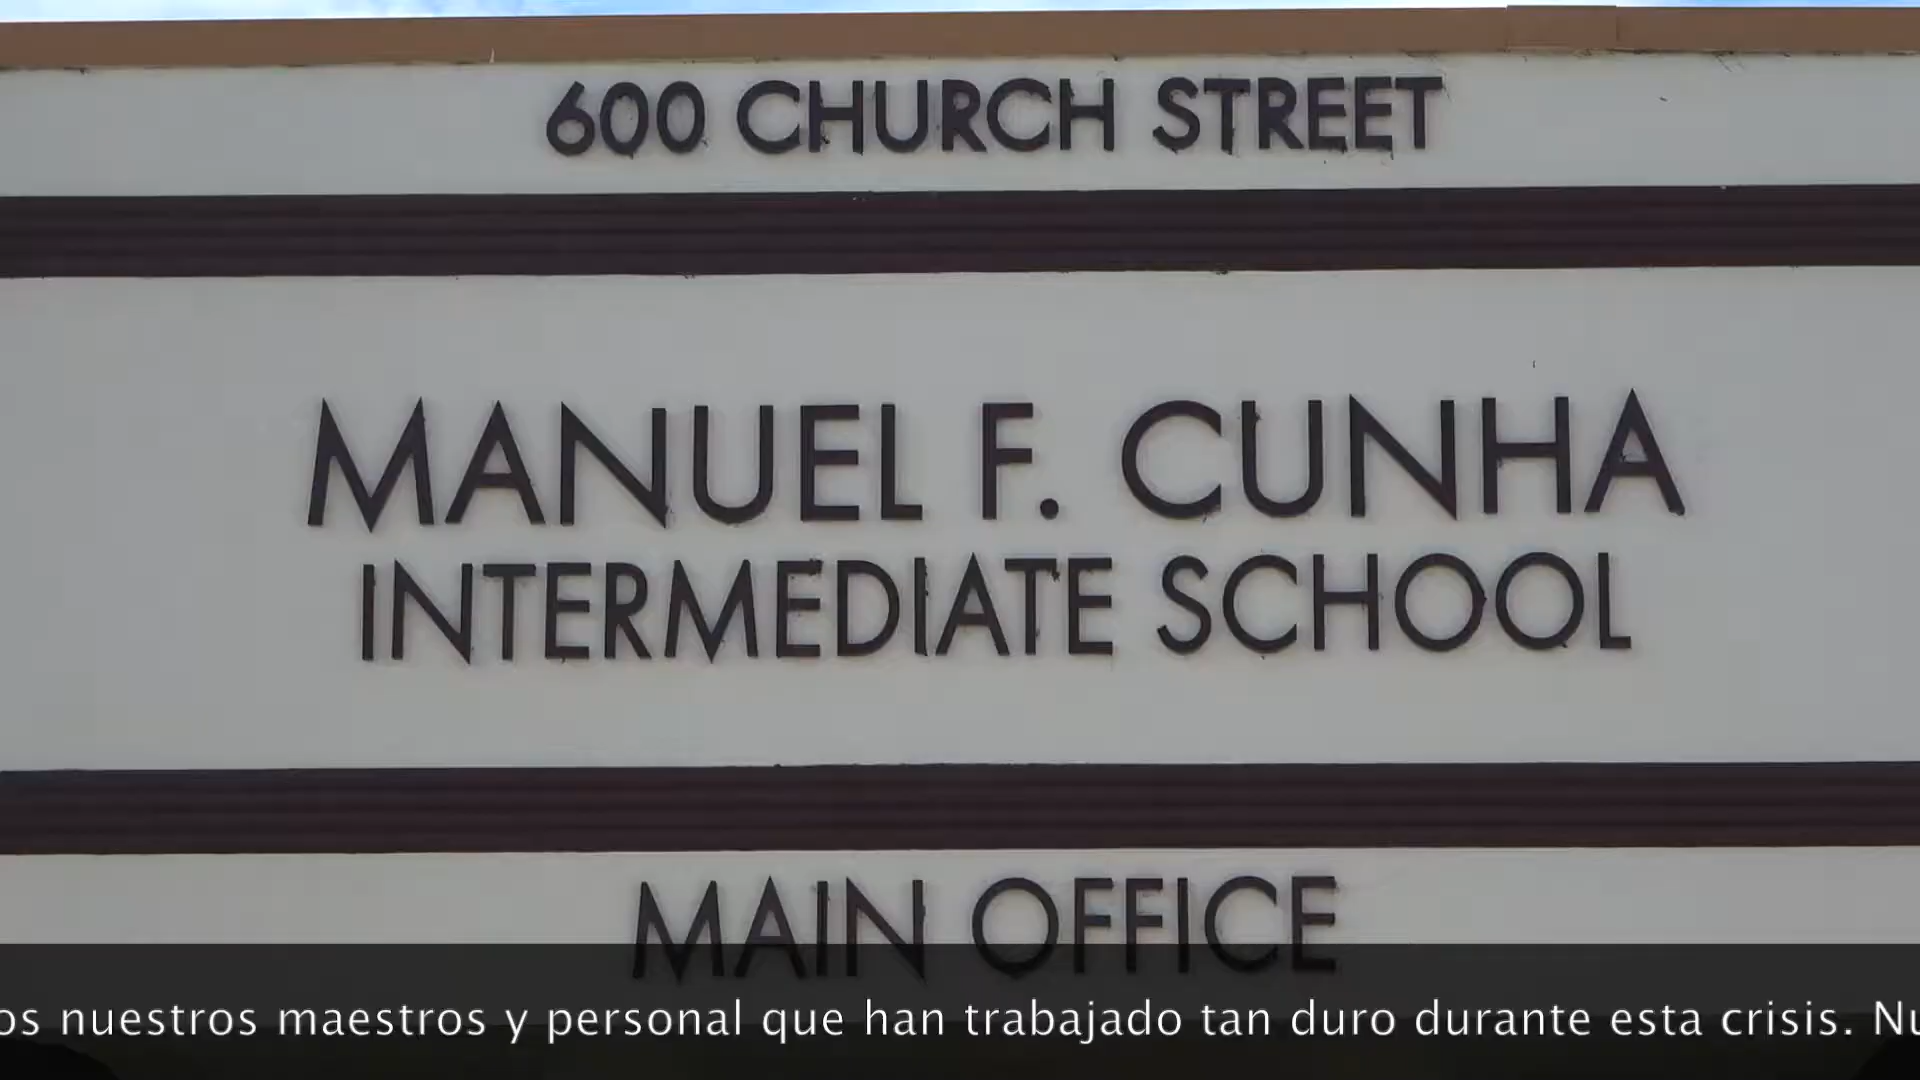 600 CHURCH STREET
MANUEL F. CUNHA
INTERMEDIATE SCHOOL
MAIN OFFICE
nuestros maestros y personal que han trabajado tan duro durante esta crisis.